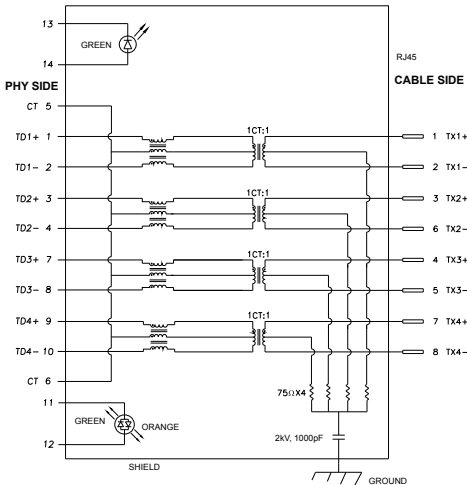 13
GREEN
14
RJ45
PHY SIDE
CABLE SIDE
CT 5
1CT:1
TD1+ 1
1 TX1+
TD1- 2
2 TX1-
1CT:1
TD2+ 3
3 TX2+
TD2- 4
6 TX2-
1CT:1
TD3+ 7
4 TX3+
TD3- 8
5 TX3-
1CT:1
TD4+ 9
7 TX4+
TD4- 10
8 TX4-
CT 6
75ΩX4
11
GREEN
ORANGE
12
2kV, 1000pF
SHIELD
GROUND